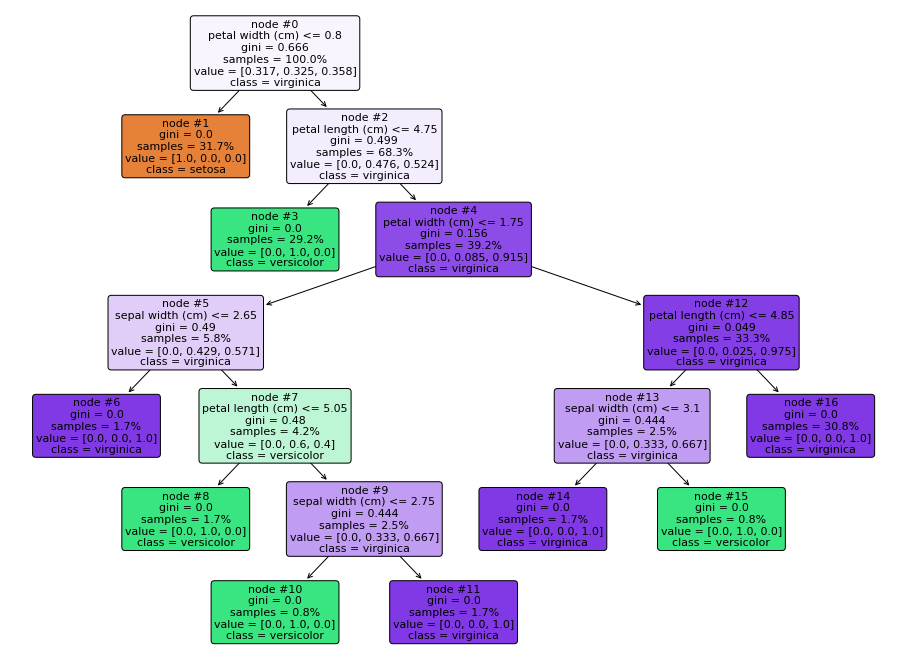 node #0
petal width (cm) <= 0.8
gini = 0.666
samples = 100.0%
value = [0.317, 0.325, 0.358]
class = virginica
node #1
gini = 0.0
samples = 31.7%
value = [1.0, 0.0, 0.0]
class = setosa
node #2
petal length (cm) <= 4.75
gini = 0.499
samples = 68.3%
value = [0.0, 0.476, 0.524]
class = virginica
node #3
gini = 0.0
samples = 29.2%
value = [0.0, 1.0, 0.0]
class = versicolor
node #4
petal width (cm) <= 1.75
gini = 0.156
samples = 39.2%
value = [0.0, 0.085, 0.915]
class = virginica
node #5
sepal width (cm) <= 2.65
gini = 0.49
samples = 5.8%
value = [0.0, 0.429, 0.571]
class = virginica
node #12
petal length (cm) <= 4.85
gini = 0.049
samples = 33.3%
value = [0.0, 0.025, 0.975]
class = virginica
node #6
gini = 0.0
samples = 1.7%
value = [0.0, 0.0, 1.0]
class = virginica
node #7
petal length (cm) <= 5.05
gini = 0.48
samples = 4.2%
value = [0.0, 0.6, 0.4]
class = versicolor
node #13
sepal width (cm) <= 3.1
gini = 0.444
samples = 2.5%
value = [0.0, 0.333, 0.667]
class = virginica
node #16
gini = 0.0
samples = 30.8%
value = [0.0, 0.0, 1.0]
class = virginica
node #8
gini = 0.0
samples = 1.7%
value = [0.0, 1.0, 0.0]
class = versicolor
node #9
sepal width (cm) <= 2.75
gini = 0.444
samples = 2.5%
value = [0.0, 0.333, 0.667]
class = virginica
node #14
gini = 0.0
samples = 1.7%
value = [0.0, 0.0, 1.0]
class = virginica
node #15
gini = 0.0
samples = 0.8%
value = [0.0, 1.0, 0.0]
class = versicolor
node #10
gini = 0.0
samples = 0.8%
value = [0.0, 1.0, 0.0]
class = versicolor
node #11
gini = 0.0
samples = 1.7%
value = [0.0, 0.0, 1.0]
class = virginica